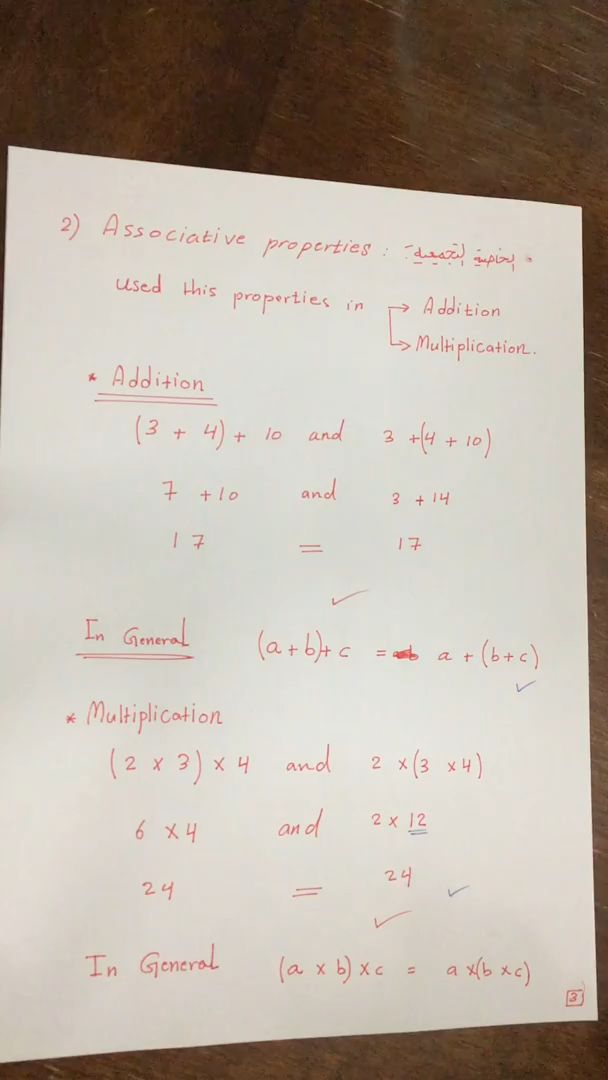 2) Associative properties : الخاصية التجميعية .
used this properties in → Addition
→ Multiplication.
* Addition
(3 + 4) + 10 and 3 + (4 + 10)
7 + 10 and 3 + 14
17 = 17
✓
In General (a + b) + c = a + (b + c)
✓
* Multiplication
(2 x 3) x 4 and 2 x (3 x 4)
6 x 4 and 2 x 12
24 = 24 ✓
✓
In General (a x b) x c = a x (b x c)
3